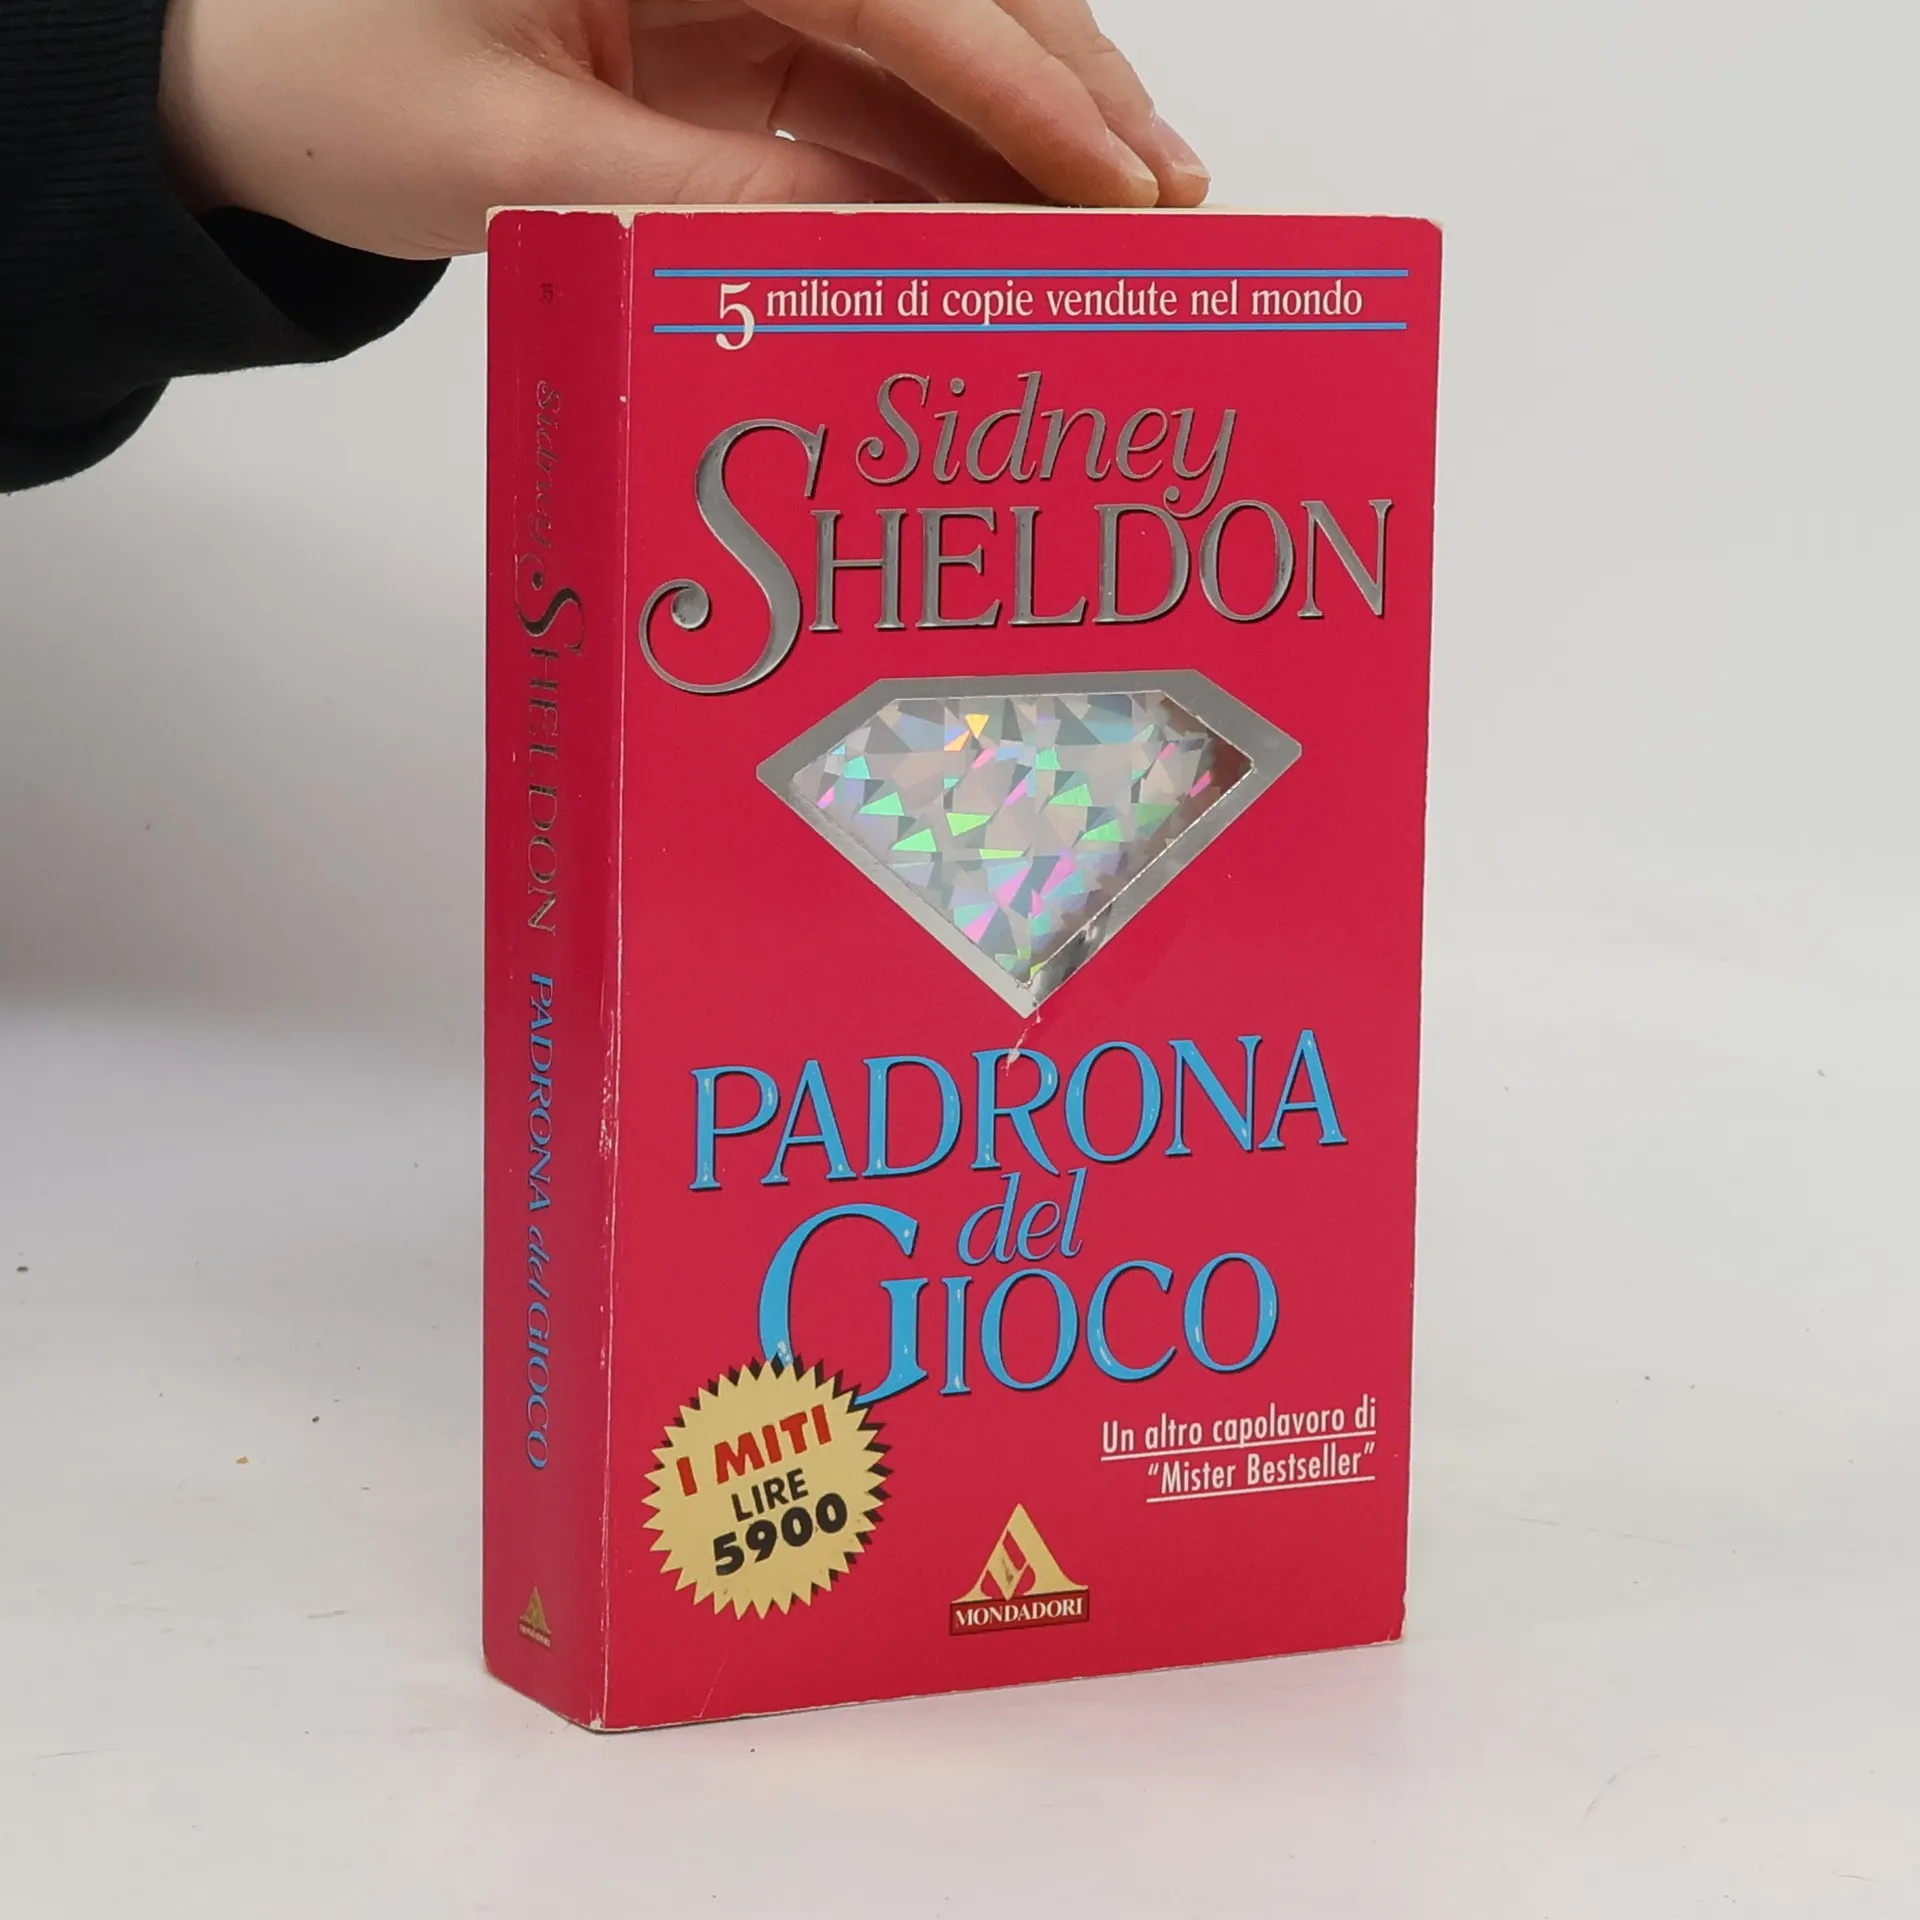 5 milioni di copie vendute nel mondo
Sidney
SHELDON
PADRONA
del
GIOCO
I MITI
LIRE
5900
Un altro capolavoro di
"Mister Bestseller"
MONDADORI
Sidney SHELDON PADRONA del GIOCO
MONDADORI